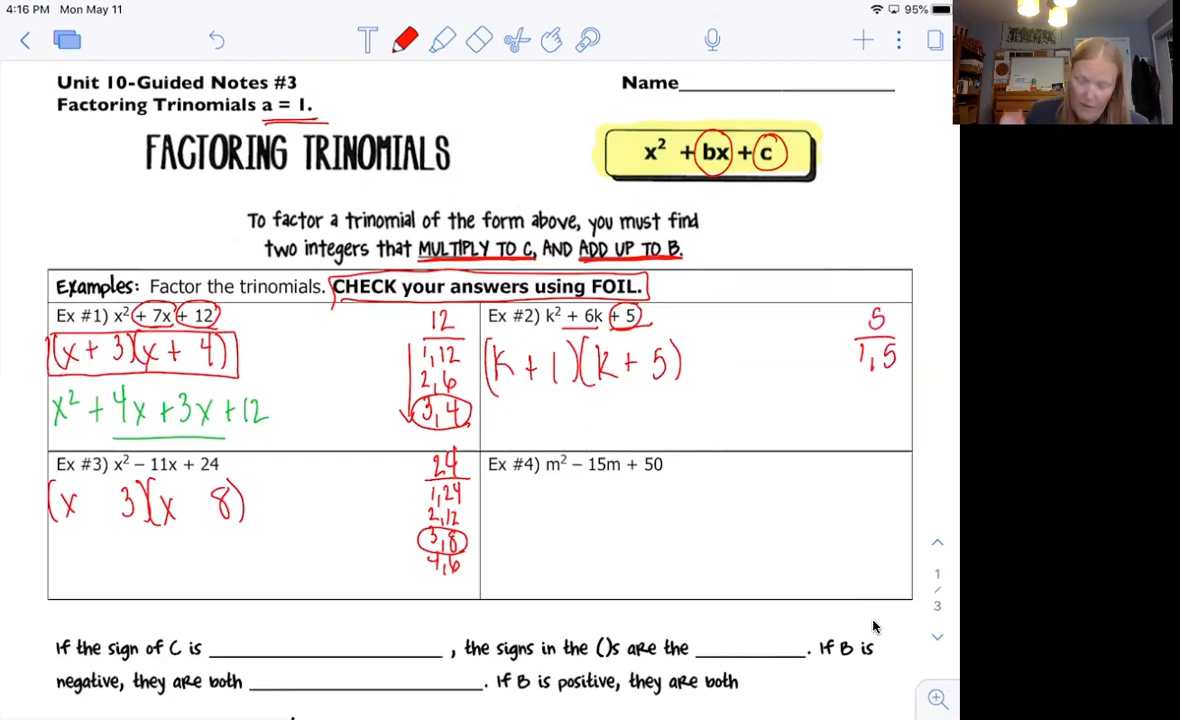 4:16 PM Mon May 11
95%
Unit 10-Guided Notes #3
Name
Factoring Trinomials a = 1.
FACTORING TRINOMIALS
x² + bx + c
To factor a trinomial of the form above, you must find
two integers that MULTIPLY TO C, AND ADD UP TO B.
Examples: Factor the trinomials. CHECK your answers using FOIL.
Ex #1) x² + 7x + 12
(x + 3)(x + 4)
x² + 4x + 3x + 12
12
1,12
2,6
3,4
Ex #2) k² + 6k + 5
(k + 1)(k + 5)
5
1,5
Ex #3) x² – 11x + 24
(x 3)(x 8)
24
1,24
2,12
3,8
4,6
Ex #4) m² – 15m + 50
If the sign of C is , the signs in the ()s are the . If B is
negative, they are both . If B is positive, they are both
1
/
3